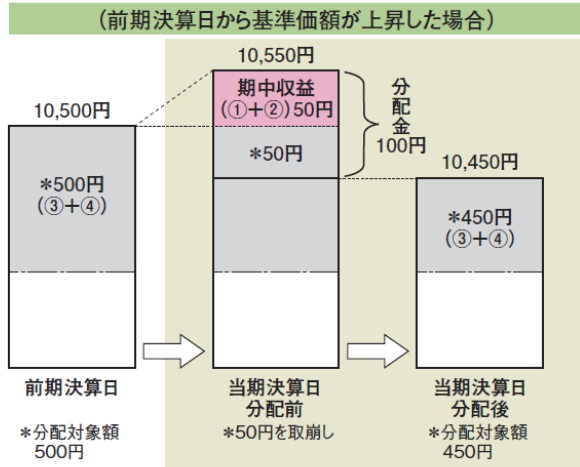 (前期決算日から基準価額が上昇した場合)
10,550円
期中収益
(①+②)50円
*50円
分配金
100円
10,500円
*500円
(③+④)
10,450円
*450円
(③+④)
前期決算日
*分配対象額
500円
当期決算日
分配前
*50円を取崩し
当期決算日
分配後
*分配対象額
450円